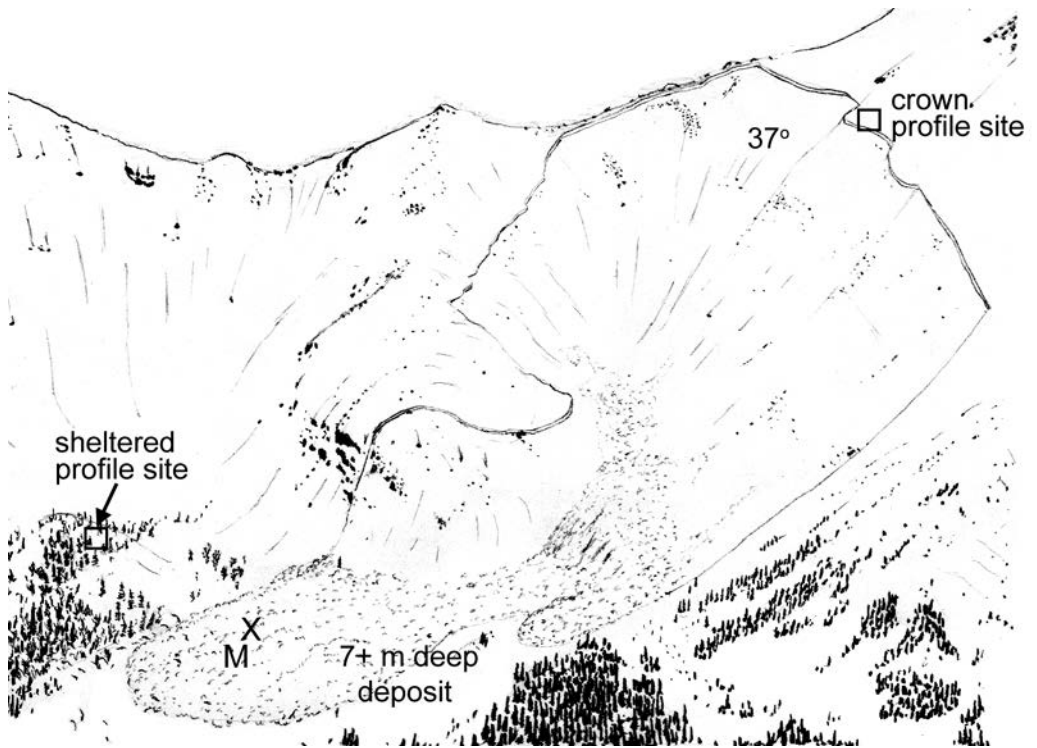 crown
profile site
37°
sheltered
profile site
X
M
7+ m deep
deposit